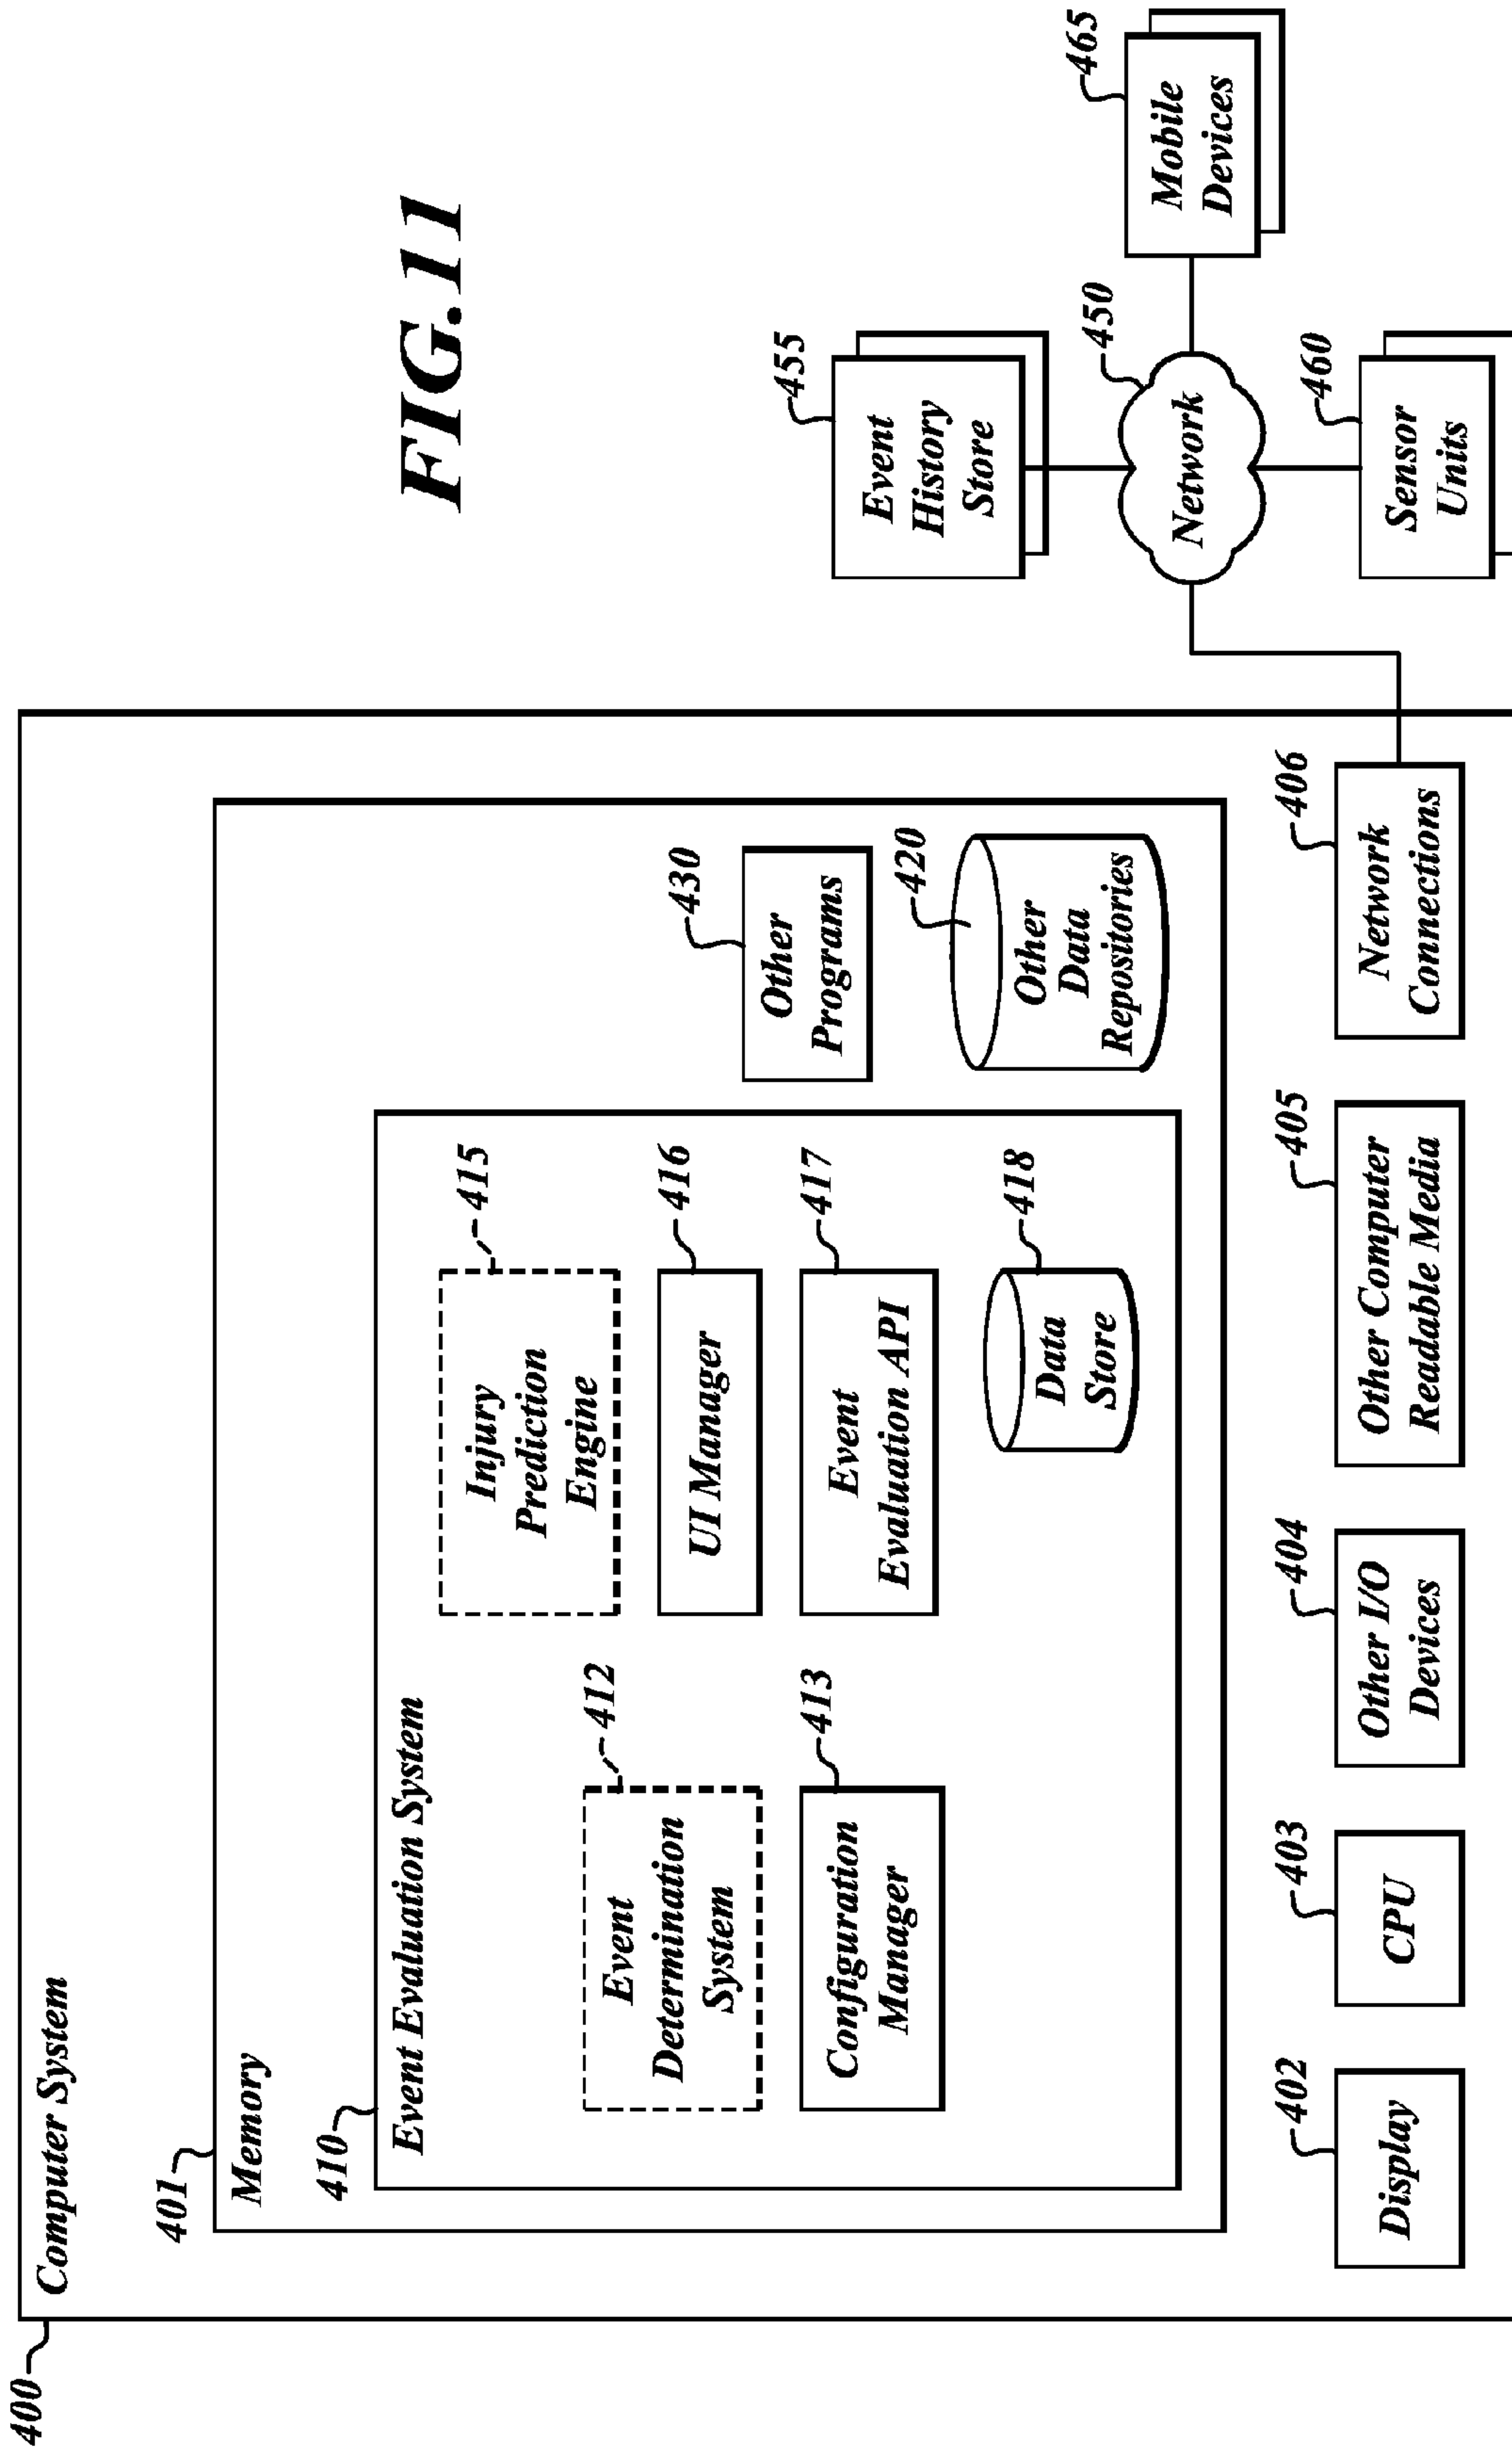 FIG.11
400
Computer System
401
Memory
410
Event Evaluation System
412
Event
Determination
System
413
Configuration
Manager
415
Injury
Prediction
Engine
416
UI Manager
417
Event
Evaluation API
418
Data
Store
430
Other
Programs
420
Other
Data
Repositories
402
Display
403
CPU
404
Other I/O
Devices
405
Other Computer
Readable Media
406
Network
Connections
455
Event
History
Store
450
Network
465
Mobile
Devices
460
Sensor
Units